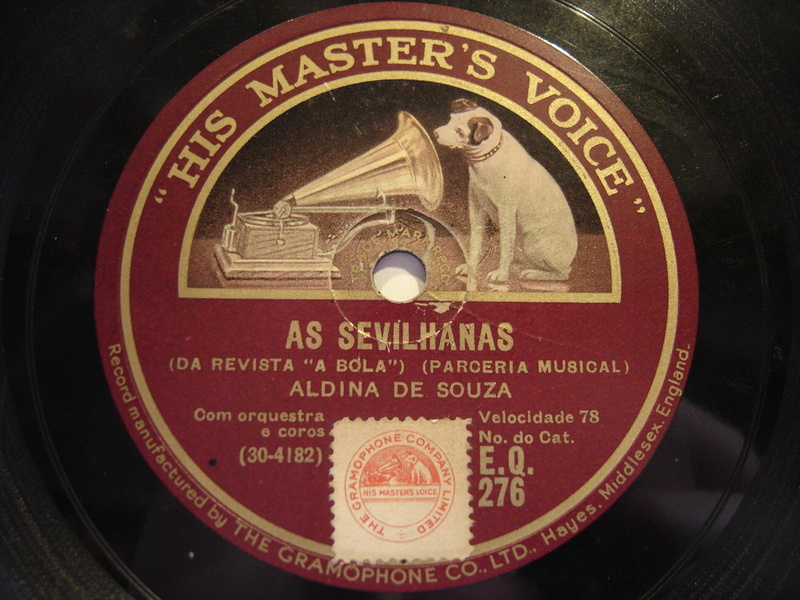 "HIS MASTER'S VOICE"
TRADE MARK
AS SEVILHANAS
(DA REVISTA "A BOLA") (PARCERIA MUSICAL)
ALDINA DE SOUZA
Com orquestra
e coros
(30-4182)
Velocidade 78
No. do Cat.
E.Q.
276
THE GRAMOPHONE COMPANY LIMITED
HIS MASTERS VOICE
Record manufactured by THE GRAMOPHONE CO., LTD., Hayes. Middlesex. England.